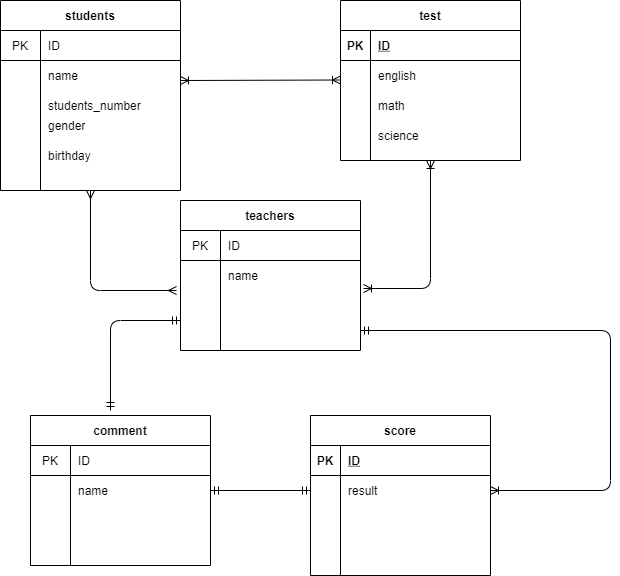 students
PK ID
name
students_number
gender
birthday
test
PK ID
english
math
science
teachers
PK ID
name
comment
PK ID
name
score
PK ID
result